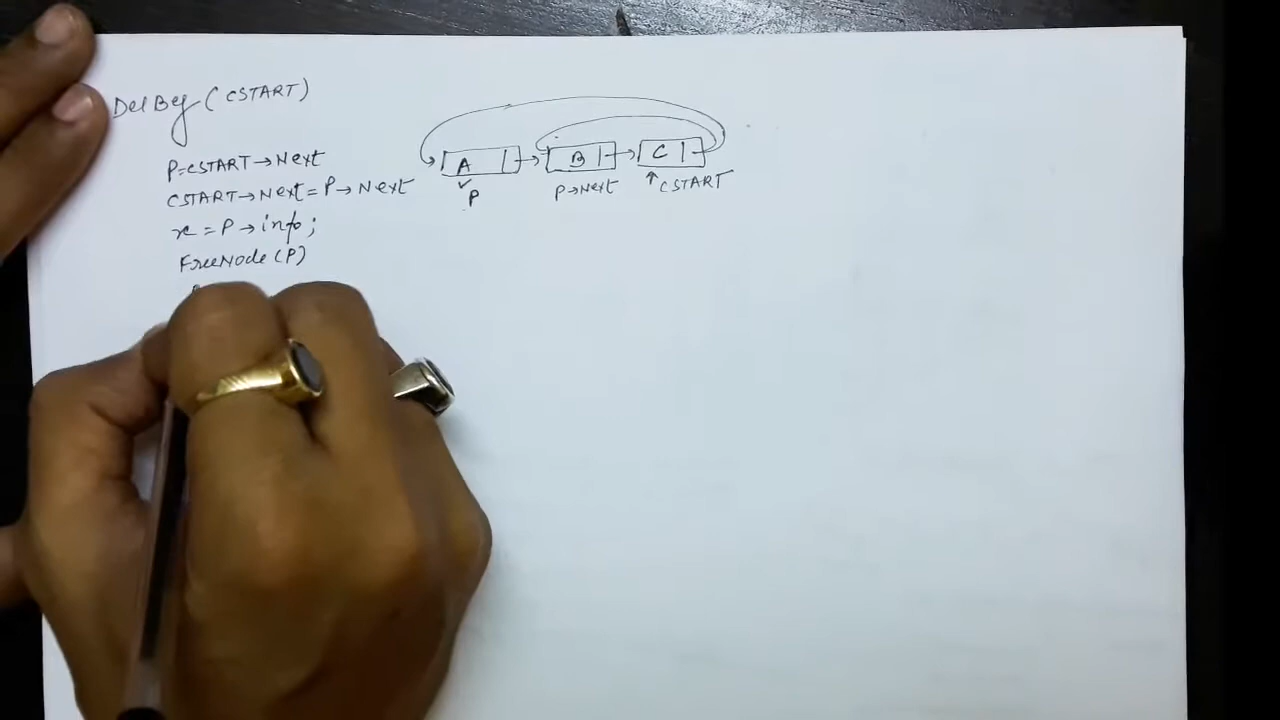 DelBeg (CSTART)
P=CSTART→Next
CSTART→Next=P→Next
x = P→info;
FreeNode(P)
A B C
P P→Next ↑CSTART